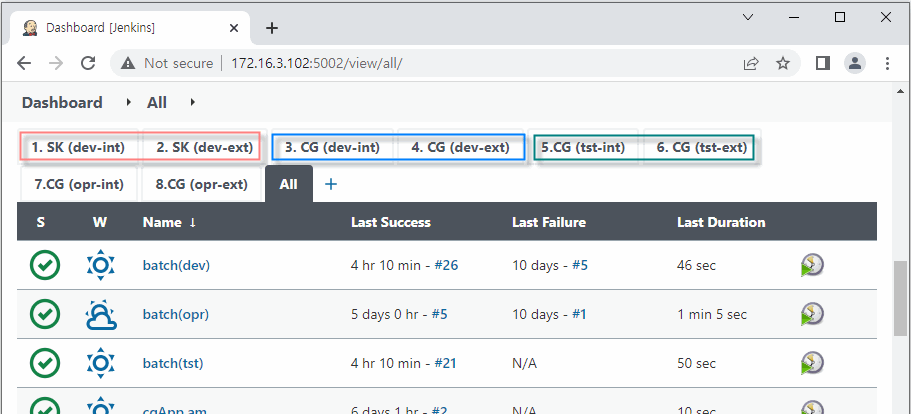 Dashboard [Jenkins]
Not secure | 172.16.3.102:5002/view/all/
Dashboard All
1. SK (dev-int) 2. SK (dev-ext) 3. CG (dev-int) 4. CG (dev-ext) 5.CG (tst-int) 6. CG (tst-ext)
7.CG (opr-int) 8.CG (opr-ext) All +
S W Name ↓ Last Success Last Failure Last Duration
batch(dev) 4 hr 10 min - #26 10 days - #5 46 sec
batch(opr) 5 days 0 hr - #5 10 days - #1 1 min 5 sec
batch(tst) 4 hr 10 min - #21 N/A 50 sec
cgApp.am 6 days 1 hr - #2 N/A 10 sec